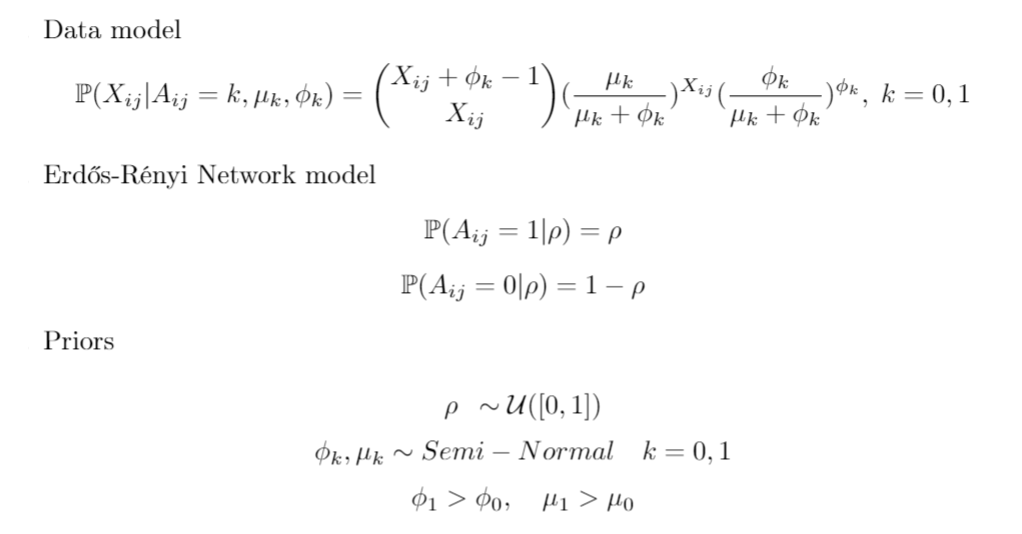 Data model
$$\mathbb{P}(X_{ij}|A_{ij} = k, \mu_k, \phi_k) = \binom{X_{ij} + \phi_k - 1}{X_{ij}} (\frac{\mu_k}{\mu_k + \phi_k})^{X_{ij}} (\frac{\phi_k}{\mu_k + \phi_k})^{\phi_k}, \; k = 0, 1$$
Erdős-Rényi Network model
$$\mathbb{P}(A_{ij} = 1|\rho) = \rho$$
$$\mathbb{P}(A_{ij} = 0|\rho) = 1 - \rho$$
Priors
$$\rho \;\; \sim \mathcal{U}([0, 1])$$
$$\phi_k, \mu_k \sim Semi - Normal \quad k = 0, 1$$
$$\phi_1 > \phi_0, \quad \mu_1 > \mu_0$$